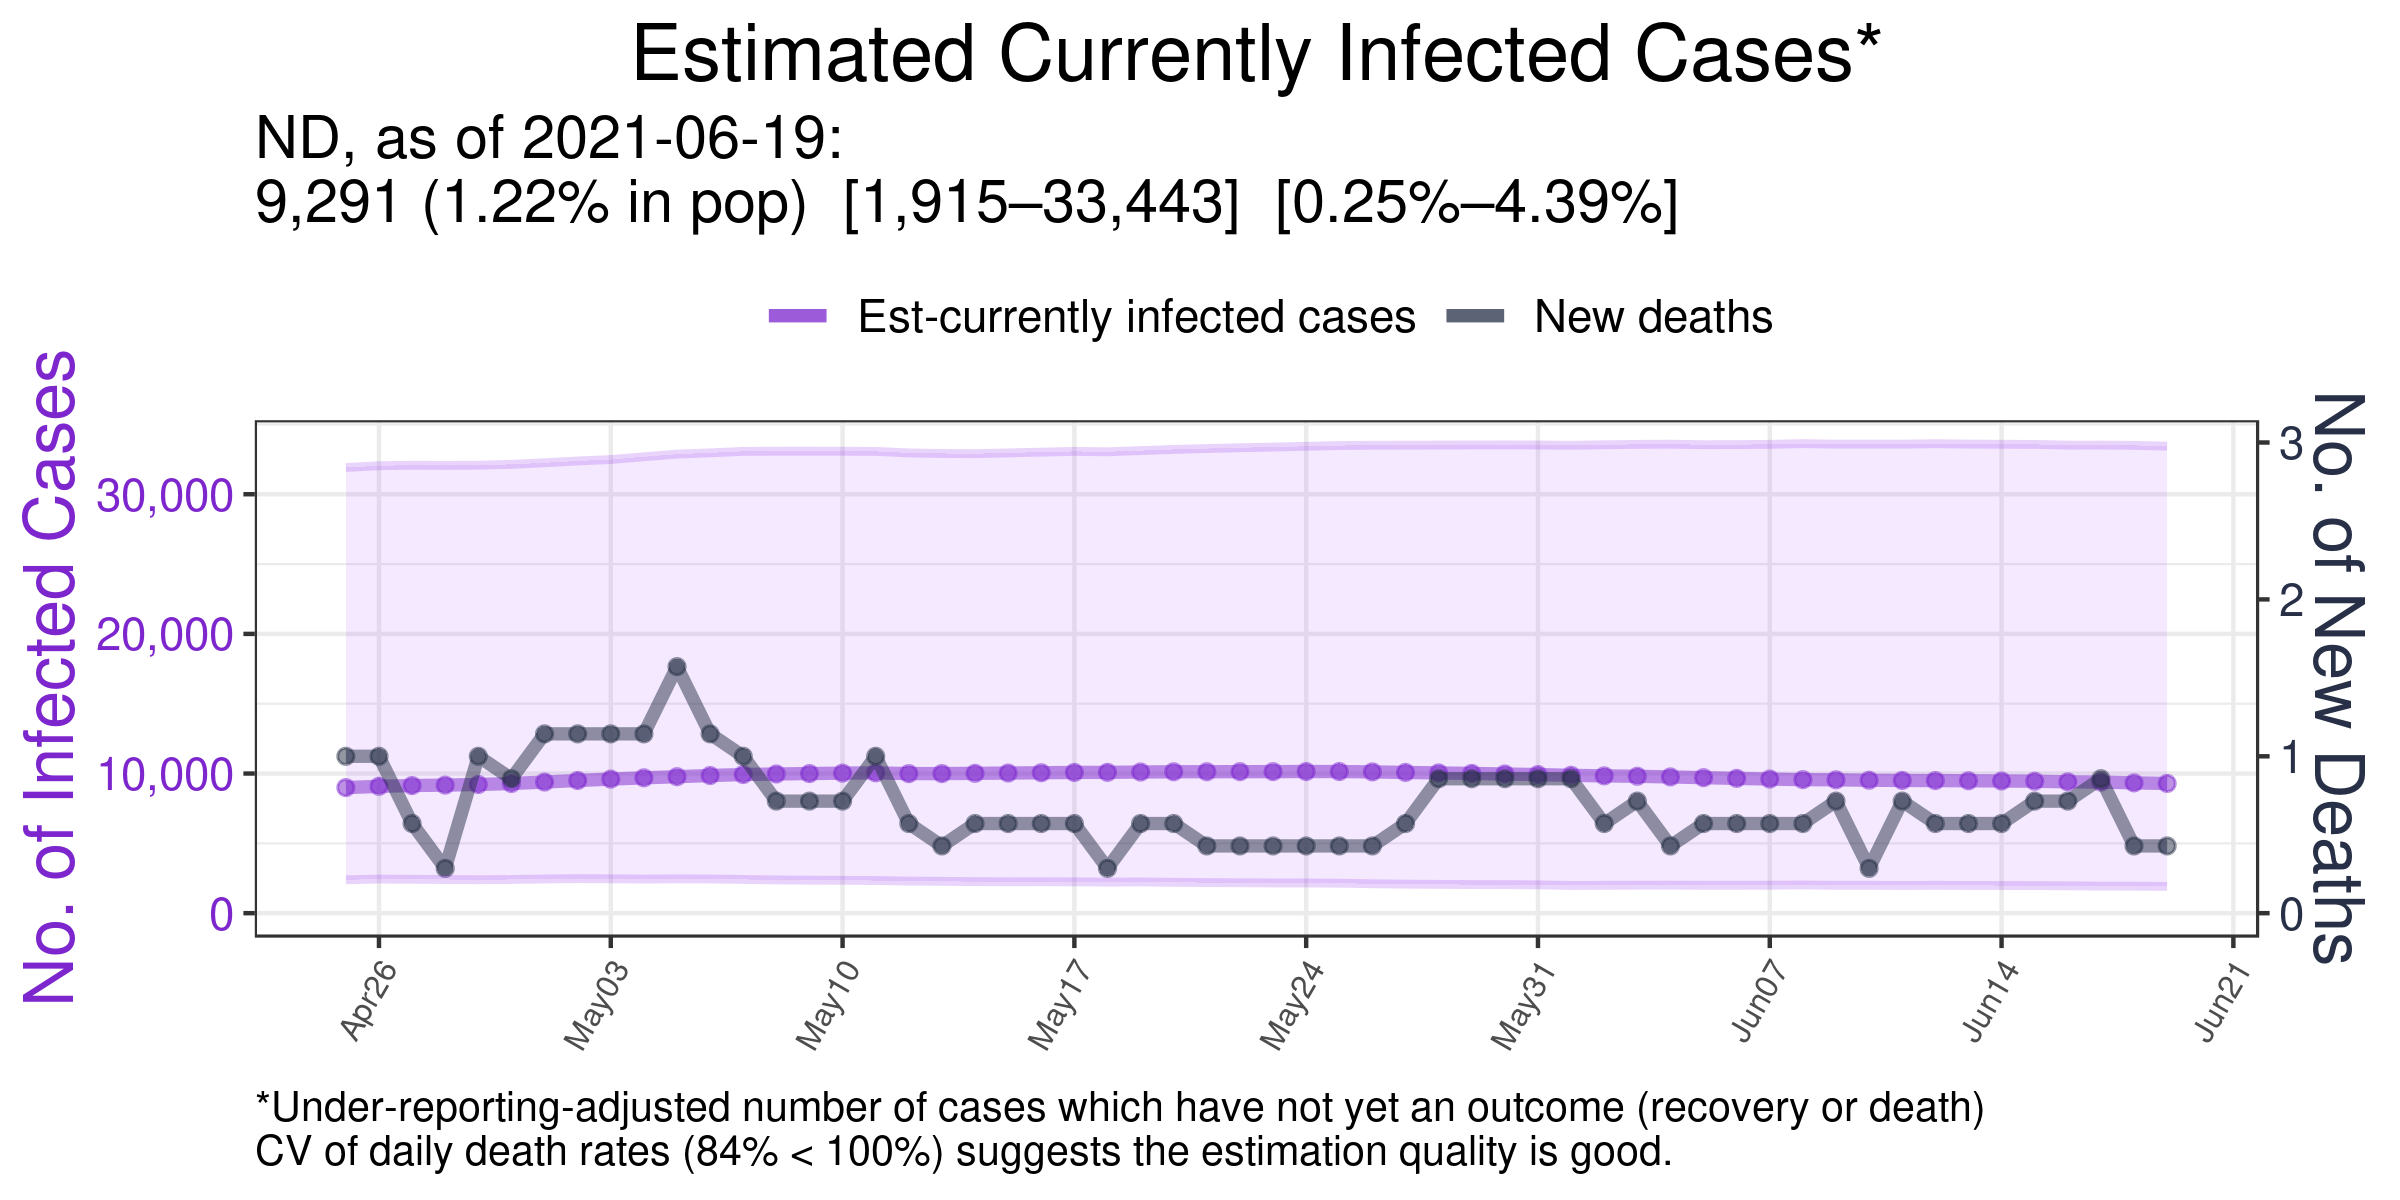 Estimated Currently Infected Cases*
ND, as of 2021-06-19:
9,291 (1.22% in pop)  [1,915–33,443]  [0.25%–4.39%]
Est-currently infected cases
New deaths
No. of Infected Cases
30,000
20,000
10,000
0
3
2
1
0
No. of New Deaths
Apr26
May03
May10
May17
May24
May31
Jun07
Jun14
Jun21
*Under-reporting-adjusted number of cases which have not yet an outcome (recovery or death)
CV of daily death rates (84% < 100%) suggests the estimation quality is good.